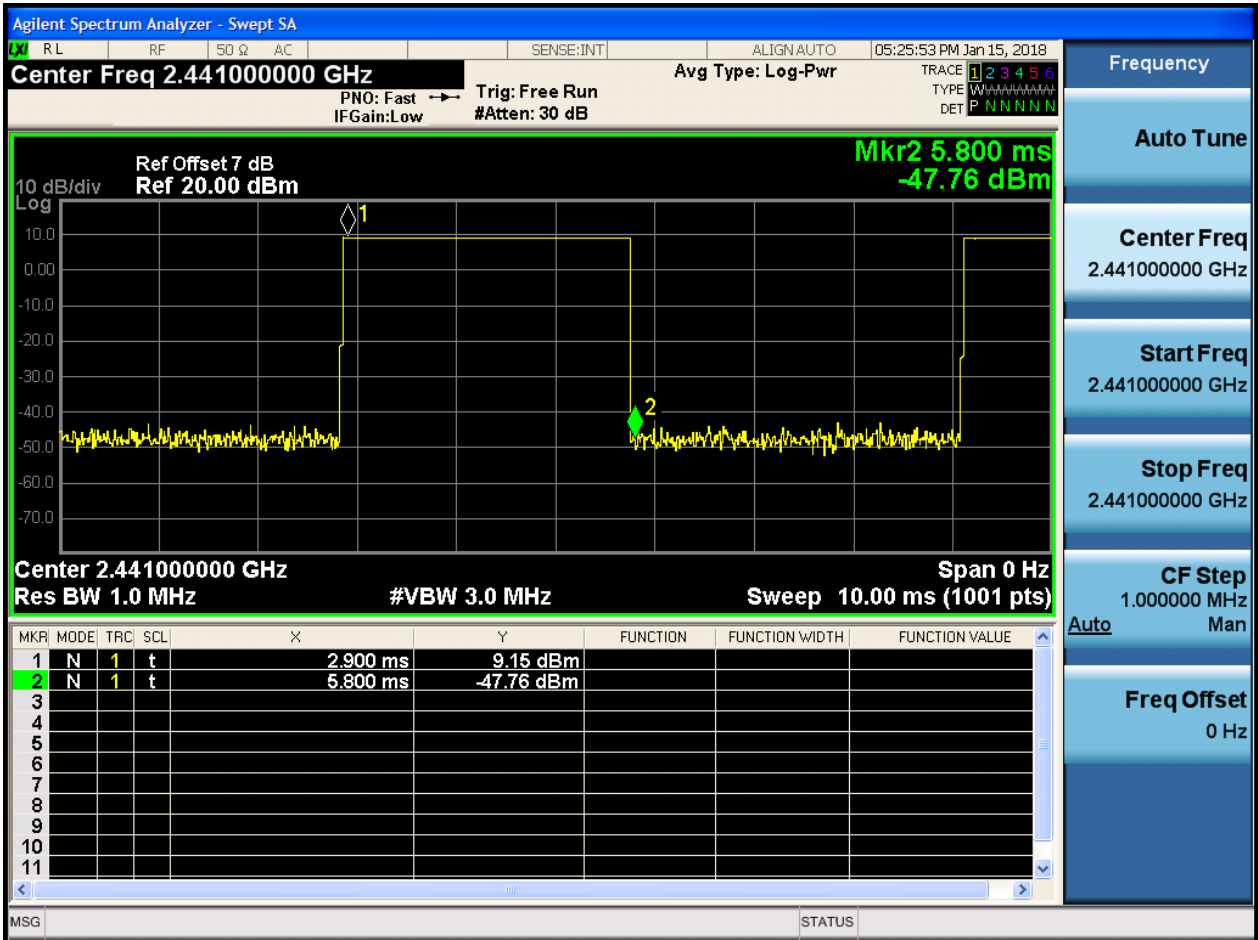 Agilent Spectrum Analyzer - Swept SA
LXI RL RF 50 Ω AC SENSE:INT ALIGN AUTO 05:25:53 PM Jan 15, 2018
Center Freq 2.441000000 GHz
PNO: Fast
IFGain:Low
Trig: Free Run
#Atten: 30 dB
Avg Type: Log-Pwr
TRACE 1 2 3 4 5 6
TYPE W
DET P N N N N N
Mkr2 5.800 ms
-47.76 dBm
Ref Offset 7 dB
10 dB/div Ref 20.00 dBm
Log
10.0
0.00
-10.0
-20.0
-30.0
-40.0
-50.0
-60.0
-70.0
1
2
Center 2.441000000 GHz Span 0 Hz
Res BW 1.0 MHz #VBW 3.0 MHz Sweep 10.00 ms (1001 pts)
MKR MODE TRC SCL X Y FUNCTION FUNCTION WIDTH FUNCTION VALUE
1 N 1 t 2.900 ms 9.15 dBm
2 N 1 t 5.800 ms -47.76 dBm
3
4
5
6
7
8
9
10
11
MSG STATUS
Frequency
Auto Tune
Center Freq
2.441000000 GHz
Start Freq
2.441000000 GHz
Stop Freq
2.441000000 GHz
CF Step
1.000000 MHz
Auto Man
Freq Offset
0 Hz